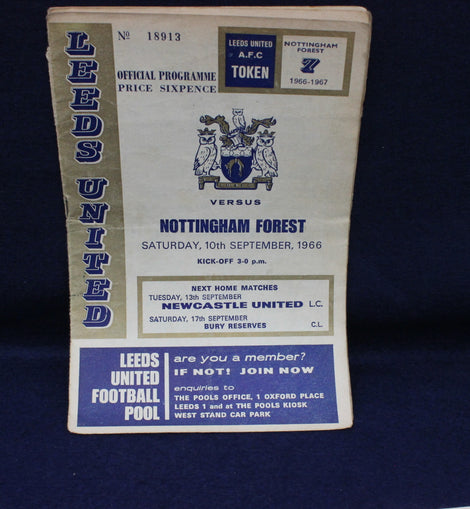 LEEDS UNITED
Nº 18913
OFFICIAL PROGRAMME
PRICE SIXPENCE
LEEDS UNITED
A.F.C
TOKEN
NOTTINGHAM
FOREST
7
1966-1967
VERSUS
NOTTINGHAM FOREST
SATURDAY, 10th SEPTEMBER, 1966
KICK-OFF 3-0 p.m.
NEXT HOME MATCHES
TUESDAY, 13th SEPTEMBER
NEWCASTLE UNITED L.C.
SATURDAY, 17th SEPTEMBER
BURY RESERVES C.L.
LEEDS
UNITED
FOOTBALL
POOL
are you a member?
IF NOT! JOIN NOW
enquiries to
THE POOLS OFFICE, 1 OXFORD PLACE
LEEDS 1 and at THE POOLS KIOSK
WEST STAND CAR PARK